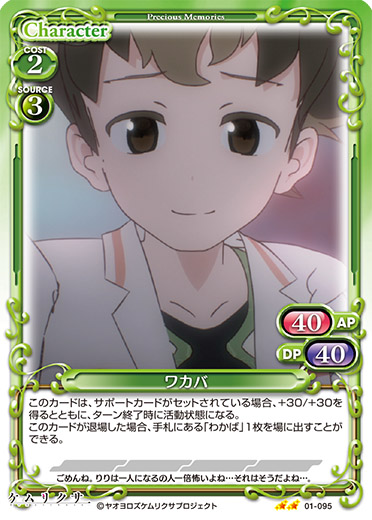 Precious Memories
Character
COST
2
SOURCE
3
40 AP
DP 40
ワカバ
このカードは、サポートカードがセットされている場合、+30/+30を
得るとともに、ターン終了時に活動状態になる。
このカードが退場した場合、手札にある「わかば」1枚を場に出すことが
できる。
ごめんね。りりは一人になるの人一倍怖いよね…それはそうだよね…。
ケムリクサ
©ヤオヨロズケムリクサプロジェクト
01-095